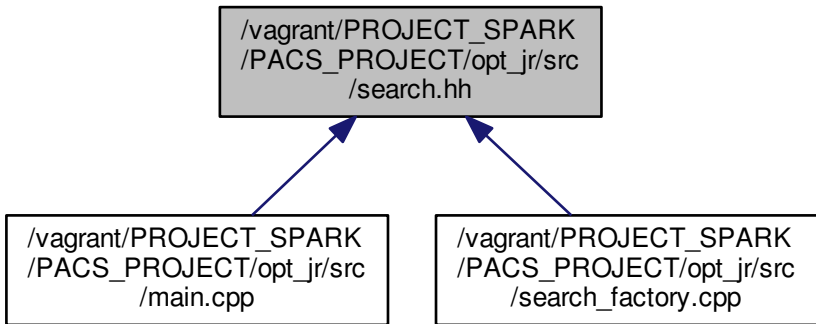 /vagrant/PROJECT_SPARK
/PACS_PROJECT/opt_jr/src
/search.hh
/vagrant/PROJECT_SPARK
/PACS_PROJECT/opt_jr/src
/main.cpp
/vagrant/PROJECT_SPARK
/PACS_PROJECT/opt_jr/src
/search_factory.cpp